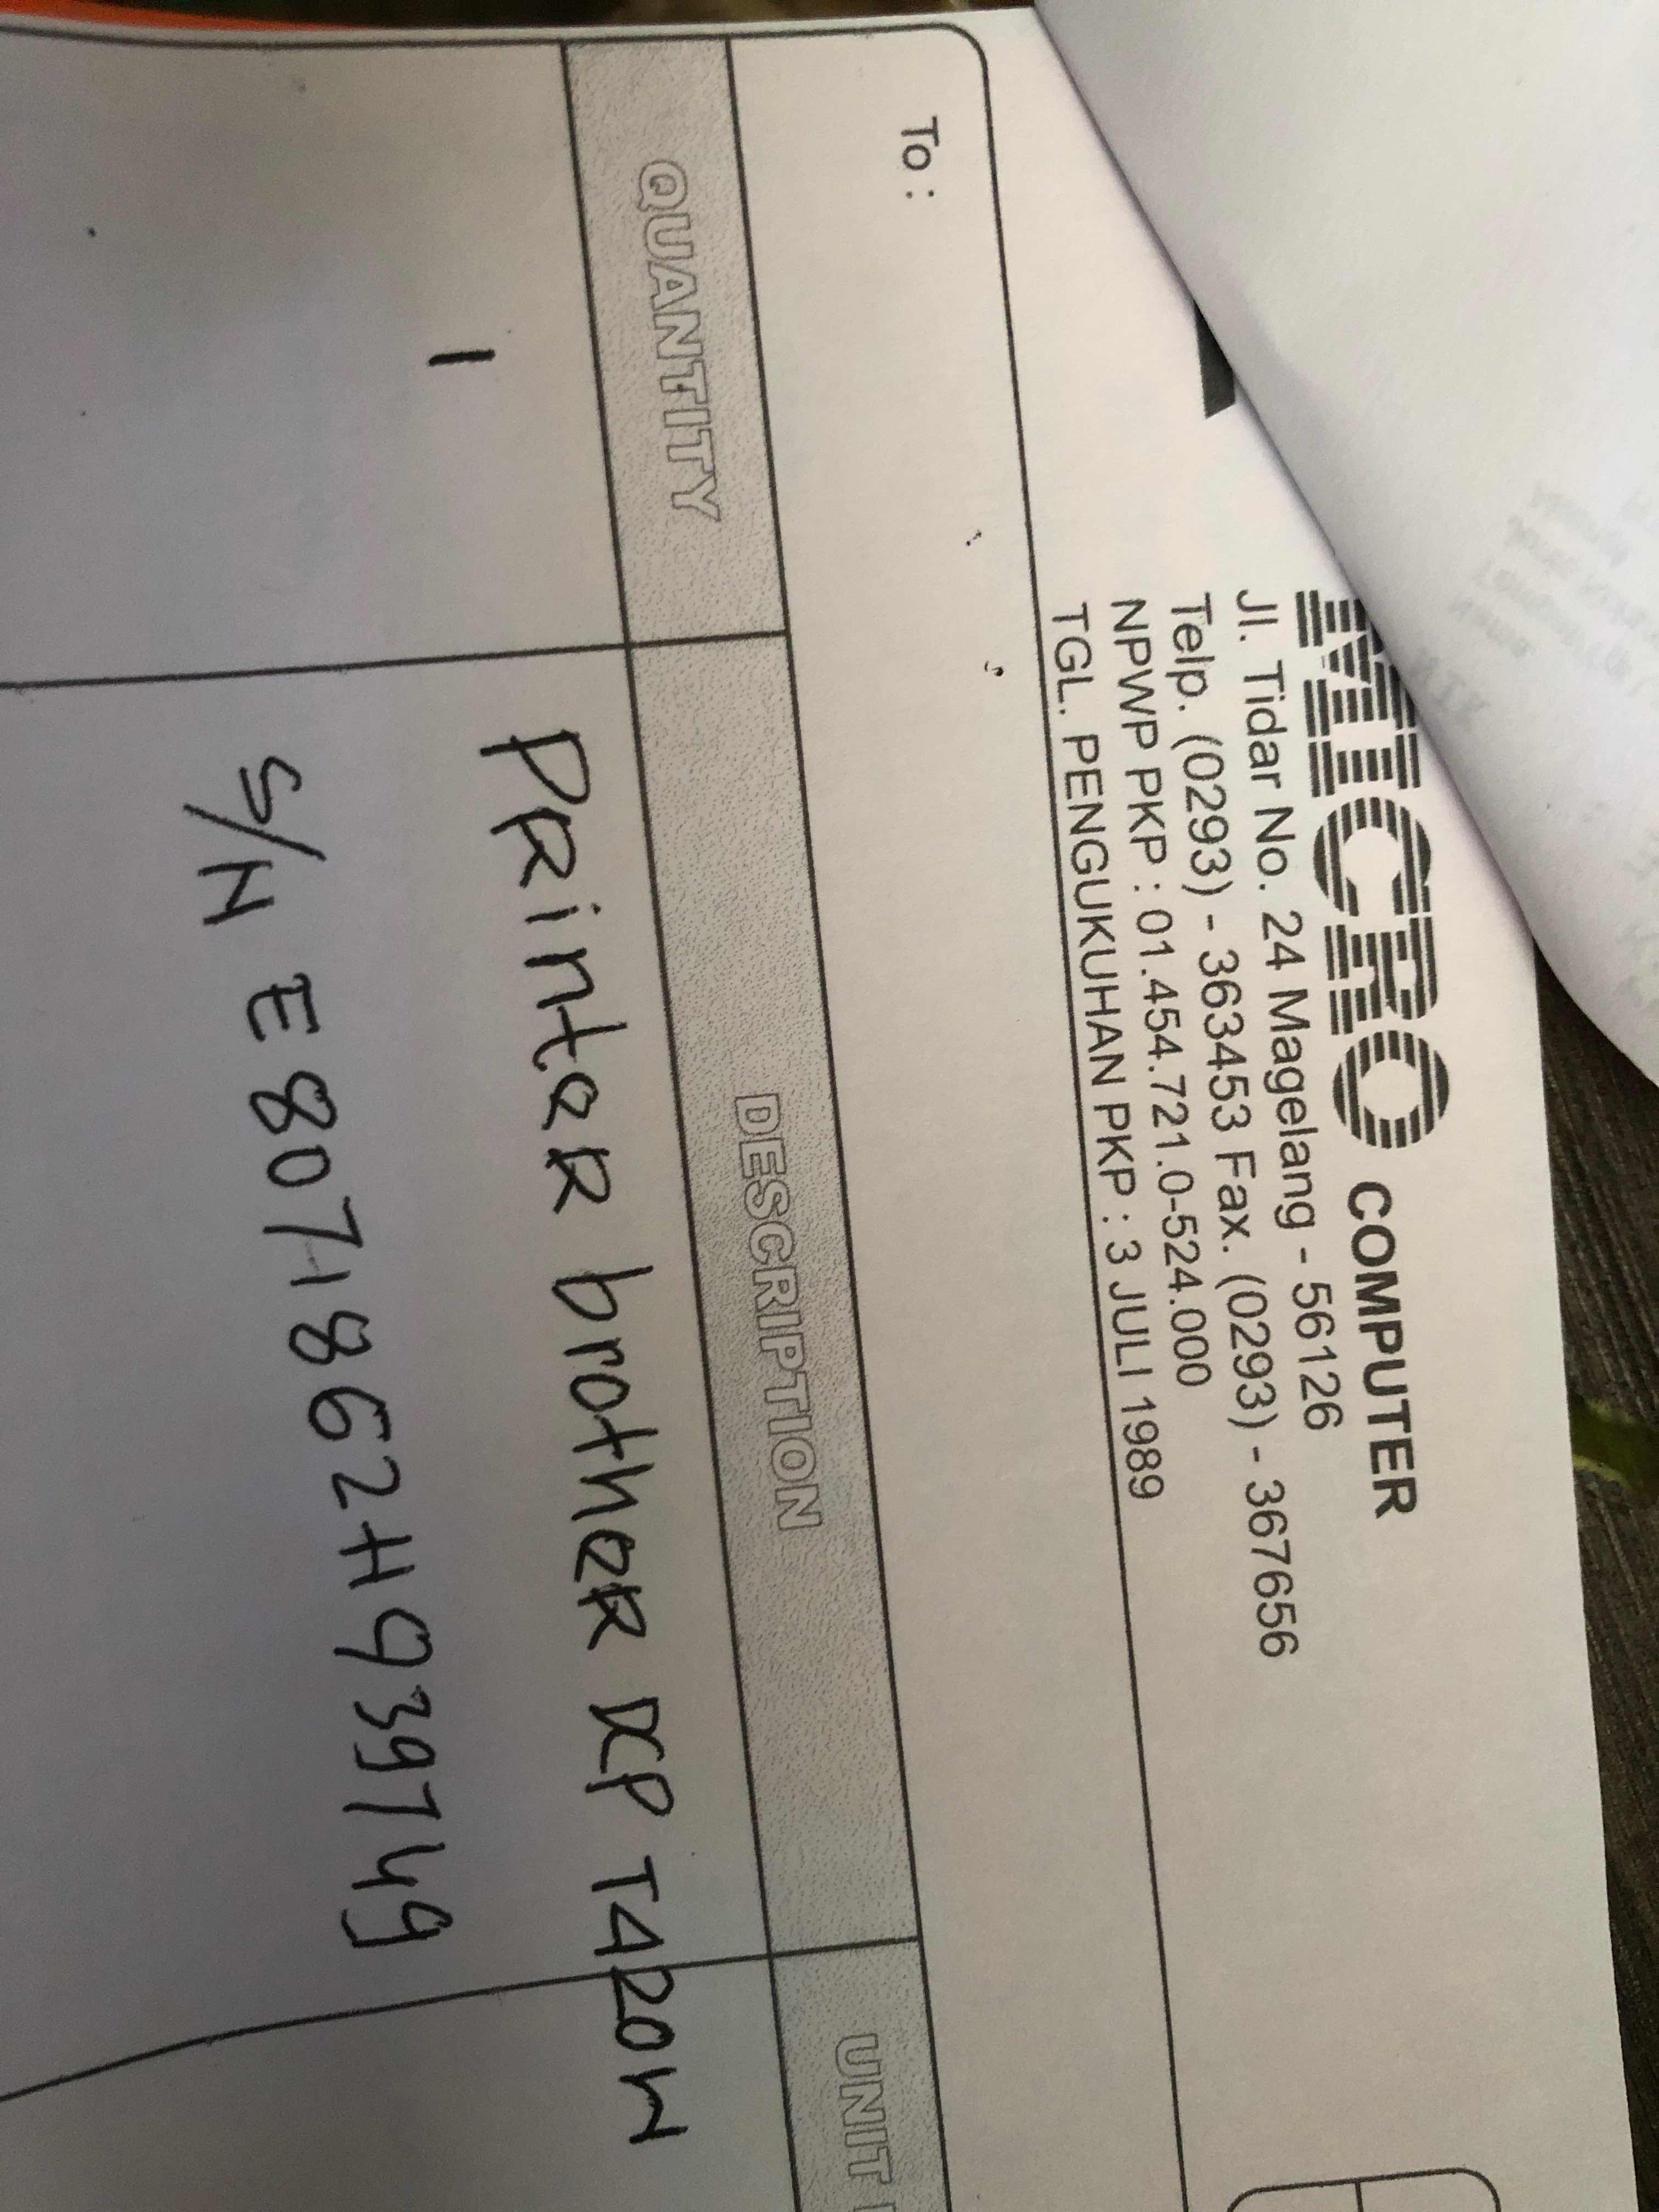 MICRO COMPUTER
Jl. Tidar No. 24 Magelang - 56126
Telp. (0293) - 363453 Fax. (0293) - 367656
NPWP PKP : 01.454.721.0-524.000
TGL. PENGUKUHAN PKP : 3 JULI 1989
To :
QUANTITY DESCRIPTION UNIT
1 Printer brother DCP T420W
S/N E8071862H939749